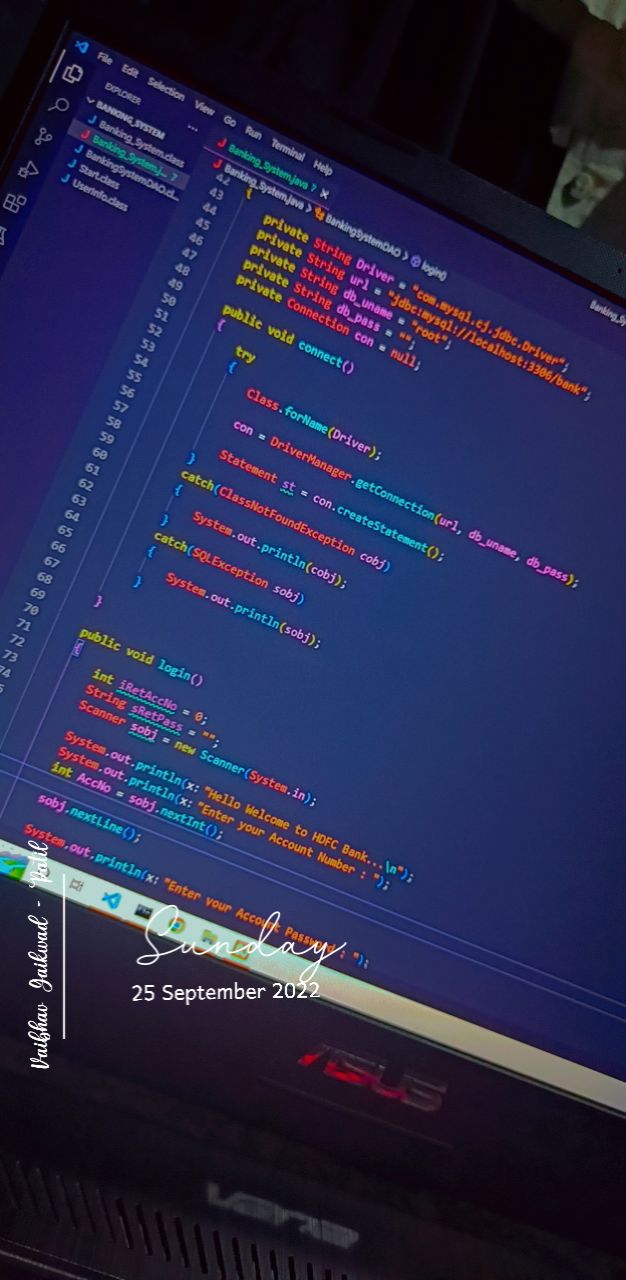 File Edit Selection View Go Run Terminal Help
EXPLORER
BANKING_SYSTEM
Banking_System.class
Banking_System.j... 7
BankingSystemDAO.cl...
Start.class
UserInfo.class
Banking_System.java 7
Banking_System.java > BankingSystemDAO > login()
42 {
43
44 private String Driver = "com.mysql.cj.jdbc.Driver";
45 private String url = "jdbc:mysql://localhost:3306/bank";
46 private String db_uname = "root";
47 private String db_pass = "";
48 private Connection con = null;
49
50 public void connect()
51 {
52 try
53 {
54
55 Class.forName(Driver);
56
57 con = DriverManager.getConnection(url, db_uname, db_pass);
58
59 Statement st = con.createStatement();
60 }
61 catch(ClassNotFoundException cobj)
62 {
63 System.out.println(cobj);
64 }
65 catch(SQLException sobj)
66 {
67 System.out.println(sobj);
68 }
69 }
70
71 public void login()
72 {
73 int iRetAccNo = 0;
74 String sRetPass = "";
Scanner sobj = new Scanner(System.in);
System.out.println(x: "Hello Welcome to HDFC Bank...\n");
System.out.println(x: "Enter your Account Number : ");
int AccNo = sobj.nextInt();
sobj.nextLine();
System.out.println(x: "Enter your Account Password : ");
Vaibhav Jaikwad - Patil
Sunday
25 September 2022
ASUS